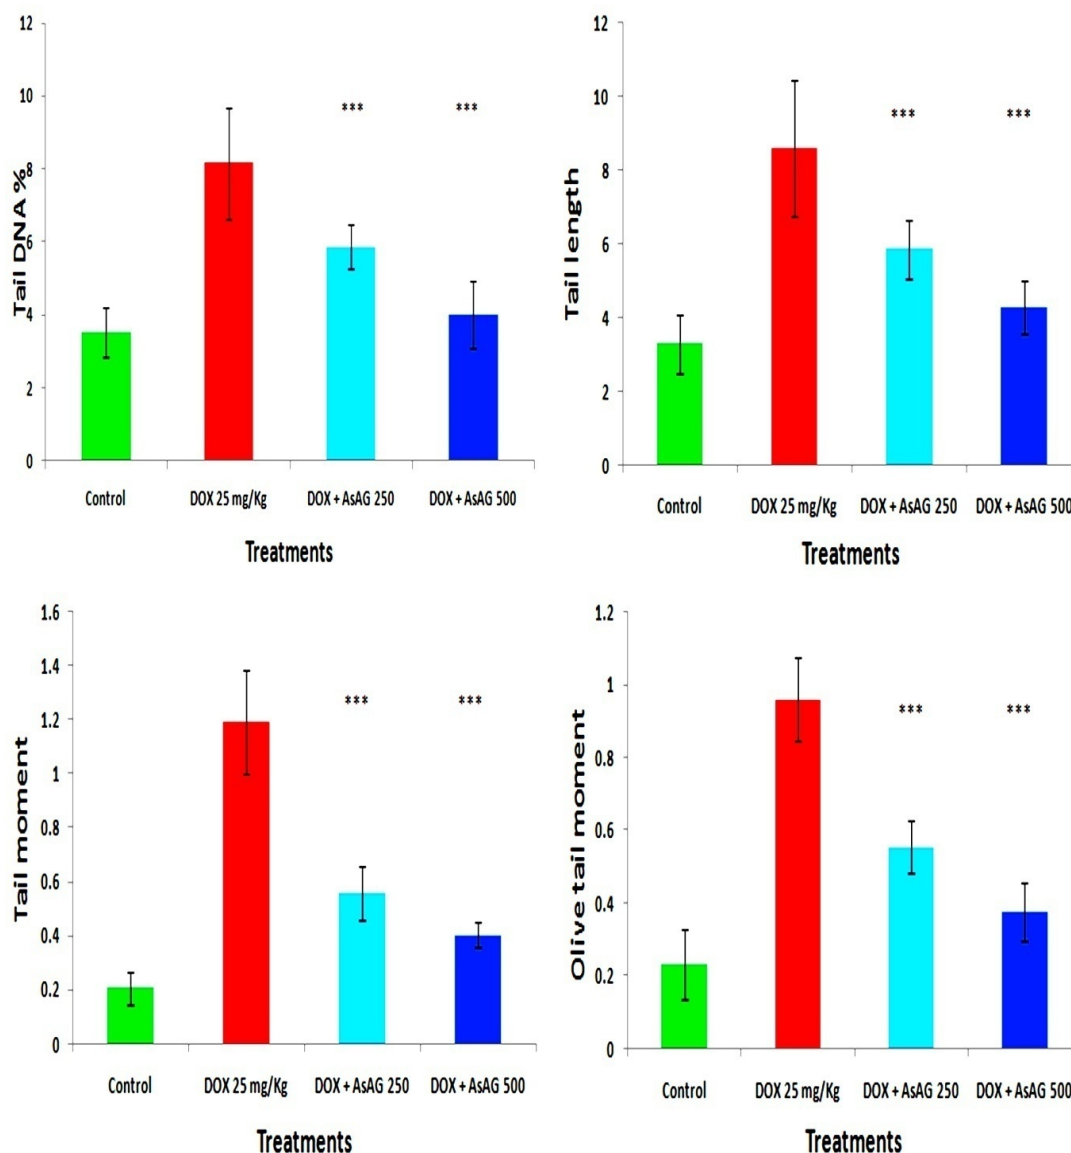 Tail DNA %
12
10
8
6
4
2
0
*** ***
Control DOX 25 mg/Kg DOX + AsAG 250 DOX + AsAG 500
Treatments
Tail length
12
10
8
6
4
2
0
*** ***
Control DOX 25 mg/Kg DOX + AsAG 250 DOX + AsAG 500
Treatments
Tail moment
1.6
1.4
1.2
1
0.8
0.6
0.4
0.2
0
*** ***
Control DOX 25 mg/Kg DOX + AsAG 250 DOX + AsAG 500
Treatments
Olive tail moment
1.2
1
0.8
0.6
0.4
0.2
0
*** ***
Control DOX 25 mg/Kg DOX + AsAG 250 DOX + AsAG 500
Treatments